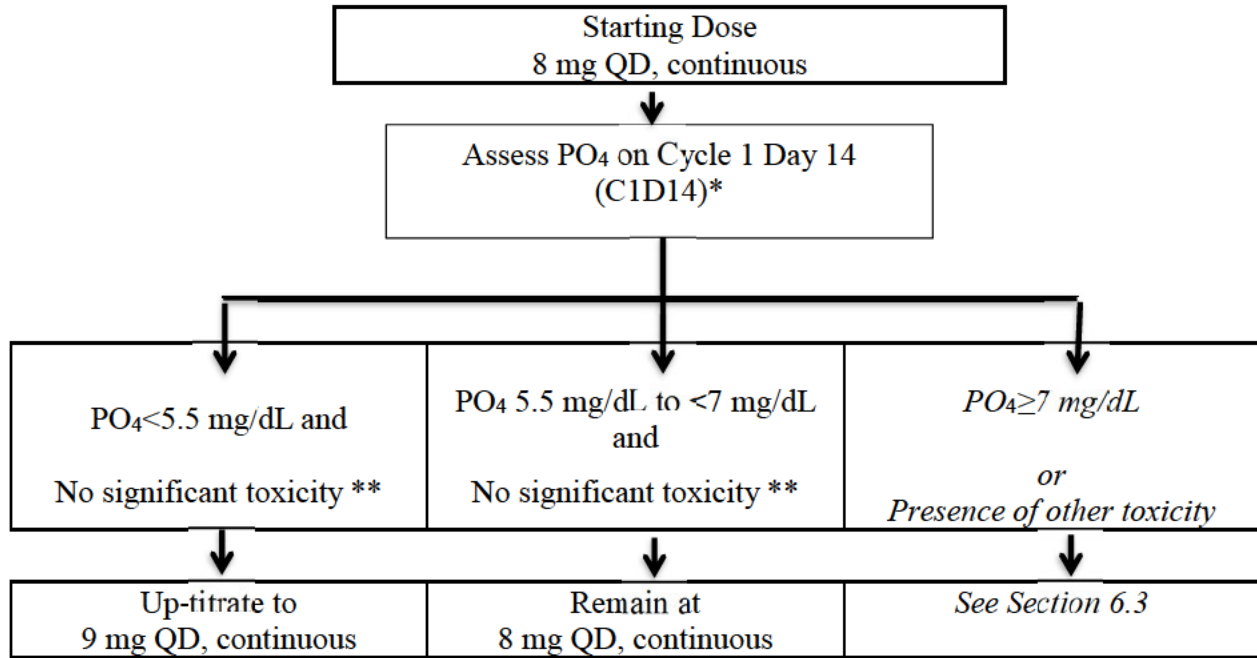 Starting Dose
8 mg QD, continuous
Assess PO₄ on Cycle 1 Day 14
(C1D14)*
PO₄<5.5 mg/dL and
No significant toxicity **
PO₄ 5.5 mg/dL to <7 mg/dL
and
No significant toxicity **
PO₄≥7 mg/dL
or
Presence of other toxicity
Up-titrate to
9 mg QD, continuous
Remain at
8 mg QD, continuous
See Section 6.3